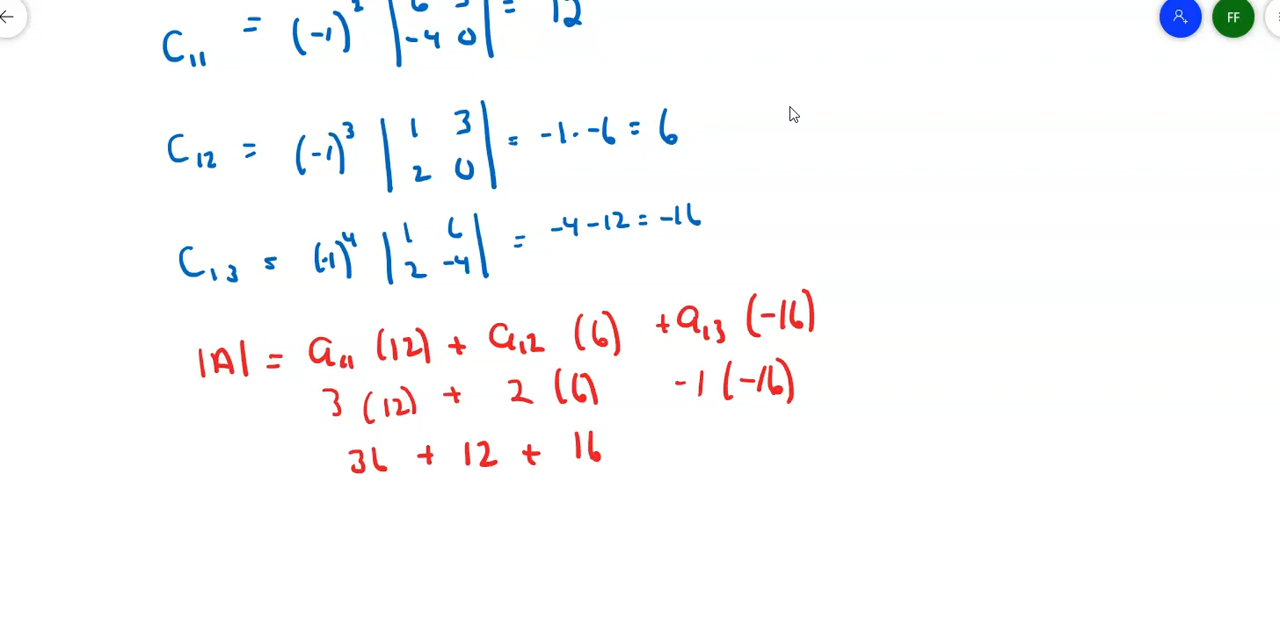 FF
C₁₁ = (-1)² | 6 3 | = 12
| -4 0 |
C₁₂ = (-1)³ | 1 3 | = -1 · -6 = 6
| 2 0 |
C₁₃ = (-1)⁴ | 1 6 | = -4 - 12 = -16
| 2 -4 |
|A| = a₁₁ (12) + a₁₂ (6) + a₁₃ (-16)
3 (12) + 2 (6) -1 (-16)
36 + 12 + 16